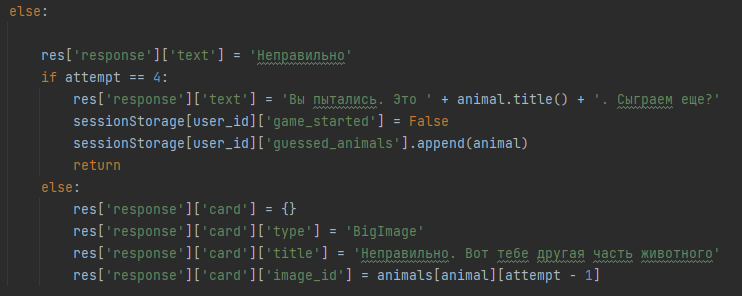 else:
res['response']['text'] = 'Неправильно'
if attempt == 4:
res['response']['text'] = 'Вы пытались. Это ' + animal.title() + '. Сыграем еще?'
sessionStorage[user_id]['game_started'] = False
sessionStorage[user_id]['guessed_animals'].append(animal)
return
else:
res['response']['card'] = {}
res['response']['card']['type'] = 'BigImage'
res['response']['card']['title'] = 'Неправильно. Вот тебе другая часть животного'
res['response']['card']['image_id'] = animals[animal][attempt - 1]